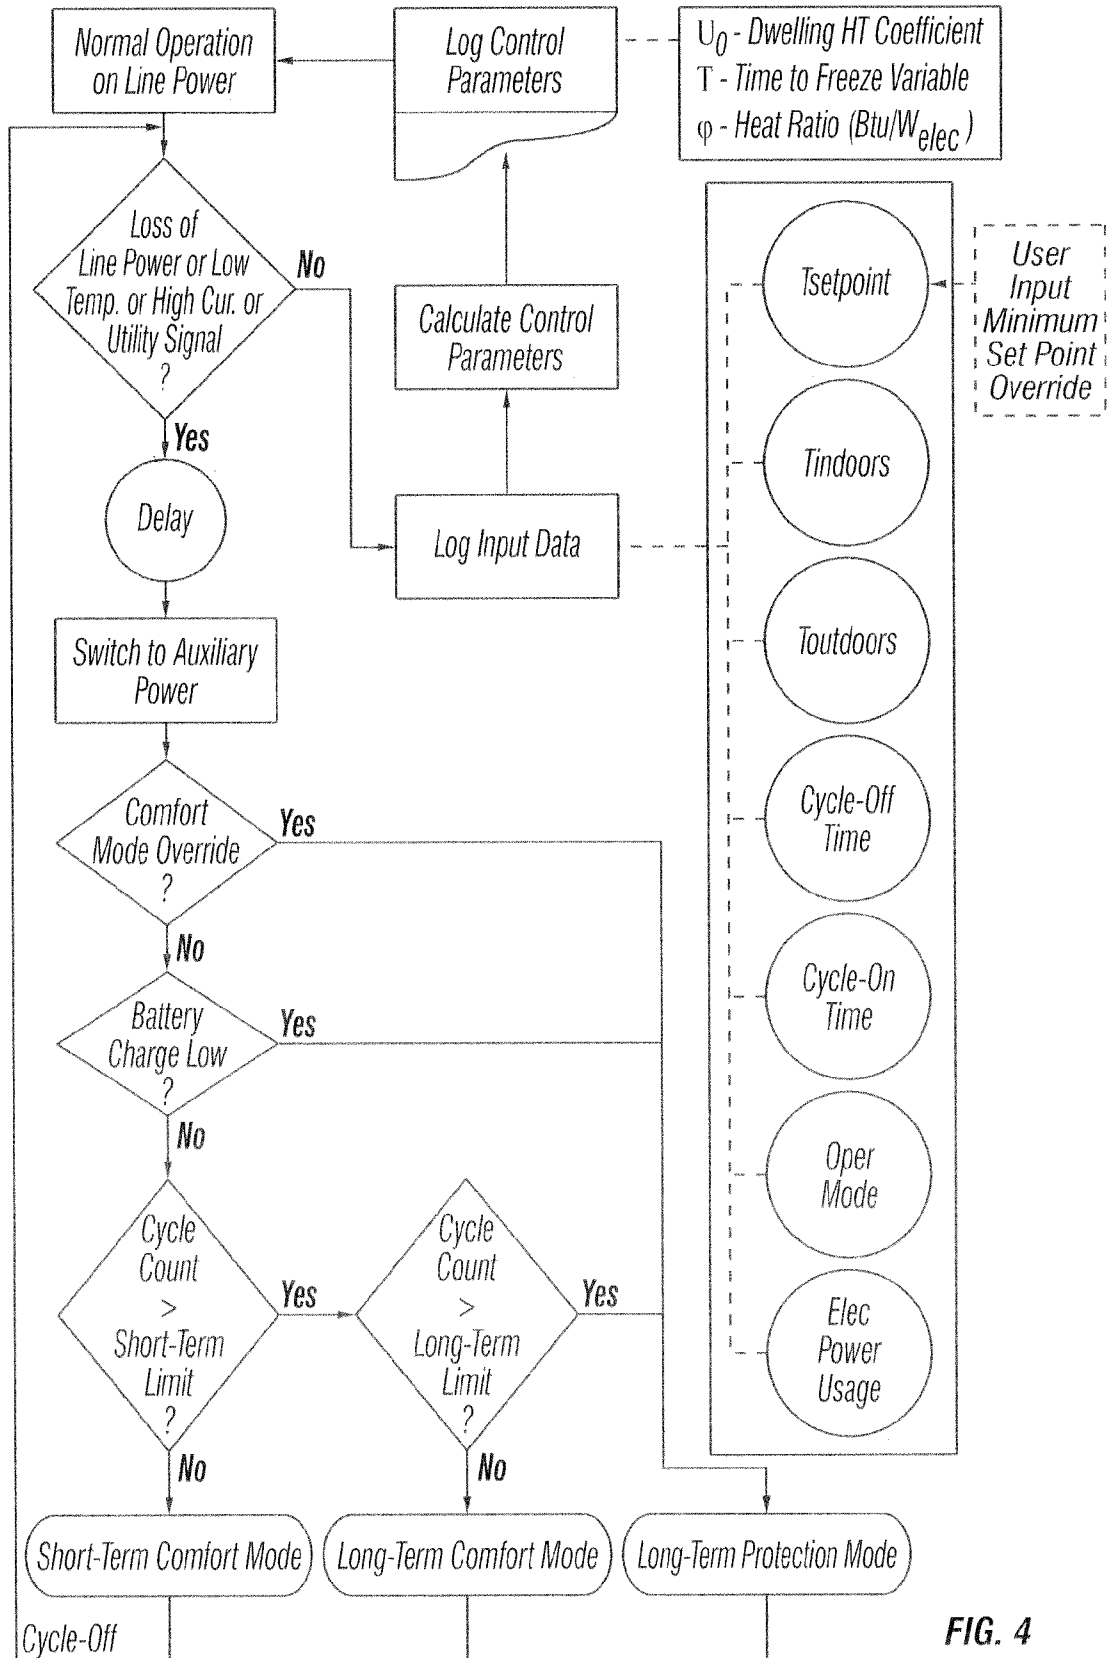 Normal Operation
on Line Power
Log Control
Parameters
U0 - Dwelling HT Coefficient
T - Time to Freeze Variable
φ - Heat Ratio (Btu/Welec)
Loss of
Line Power or Low
Temp. or High Cur. or
Utility Signal
?
No
Yes
Calculate Control
Parameters
Log Input Data
Tsetpoint
User
Input
Minimum
Set Point
Override
Tindoors
Toutdoors
Cycle-Off
Time
Cycle-On
Time
Oper
Mode
Elec
Power
Usage
Delay
Switch to Auxiliary
Power
Comfort
Mode Override
?
Yes
No
Battery
Charge Low
?
Yes
No
Cycle
Count
>
Short-Term
Limit
?
Yes
No
Cycle
Count
>
Long-Term
Limit
?
Yes
No
Short-Term Comfort Mode
Long-Term Comfort Mode
Long-Term Protection Mode
Cycle-Off
FIG. 4